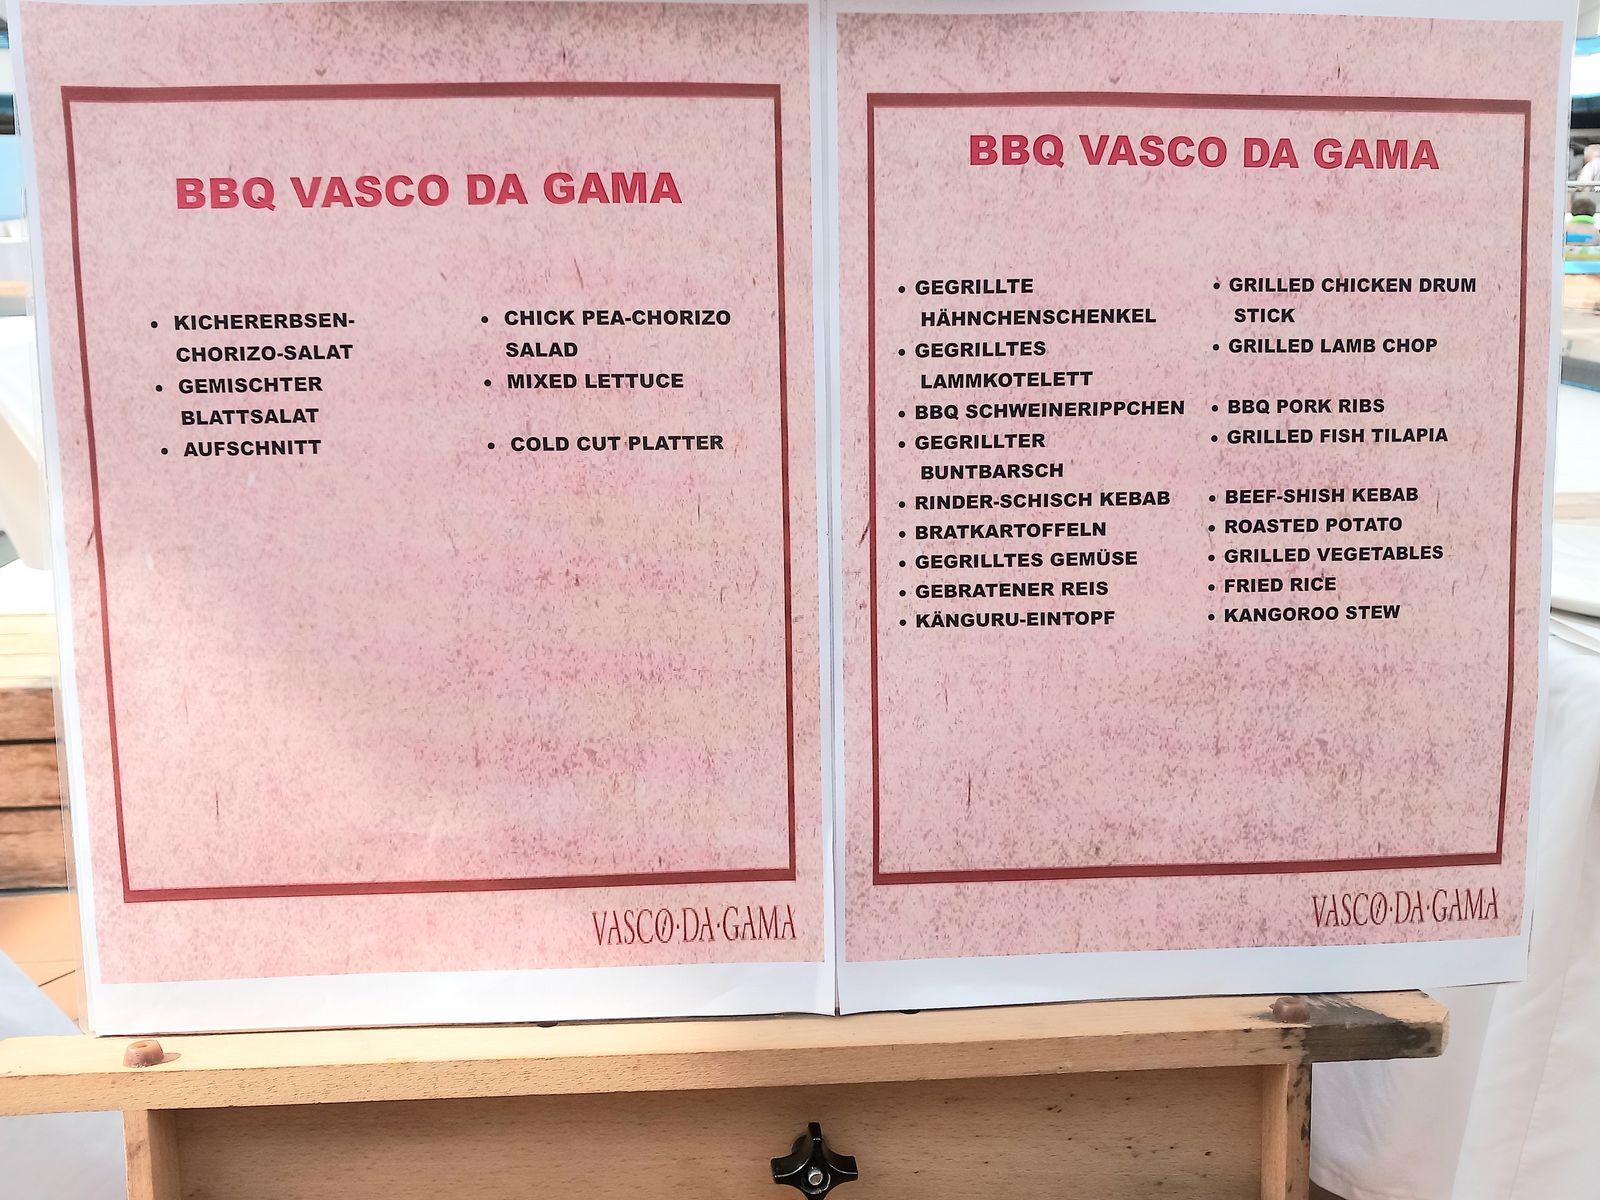 BBQ VASCO DA GAMA
• KICHERERBSEN-
CHORIZO-SALAT
• GEMISCHTER
BLATTSALAT
• AUFSCHNITT
• CHICK PEA-CHORIZO
SALAD
• MIXED LETTUCE
• COLD CUT PLATTER
VASCO·DA·GAMA
BBQ VASCO DA GAMA
• GEGRILLTE
HÄHNCHENSCHENKEL
• GEGRILLTES
LAMMKOTELETT
• BBQ SCHWEINERIPPCHEN
• GEGRILLTER
BUNTBARSCH
• RINDER-SCHISCH KEBAB
• BRATKARTOFFELN
• GEGRILLTES GEMÜSE
• GEBRATENER REIS
• KÄNGURU-EINTOPF
• GRILLED CHICKEN DRUM
STICK
• GRILLED LAMB CHOP
• BBQ PORK RIBS
• GRILLED FISH TILAPIA
• BEEF-SHISH KEBAB
• ROASTED POTATO
• GRILLED VEGETABLES
• FRIED RICE
• KANGOROO STEW
VASCO·DA·GAMA